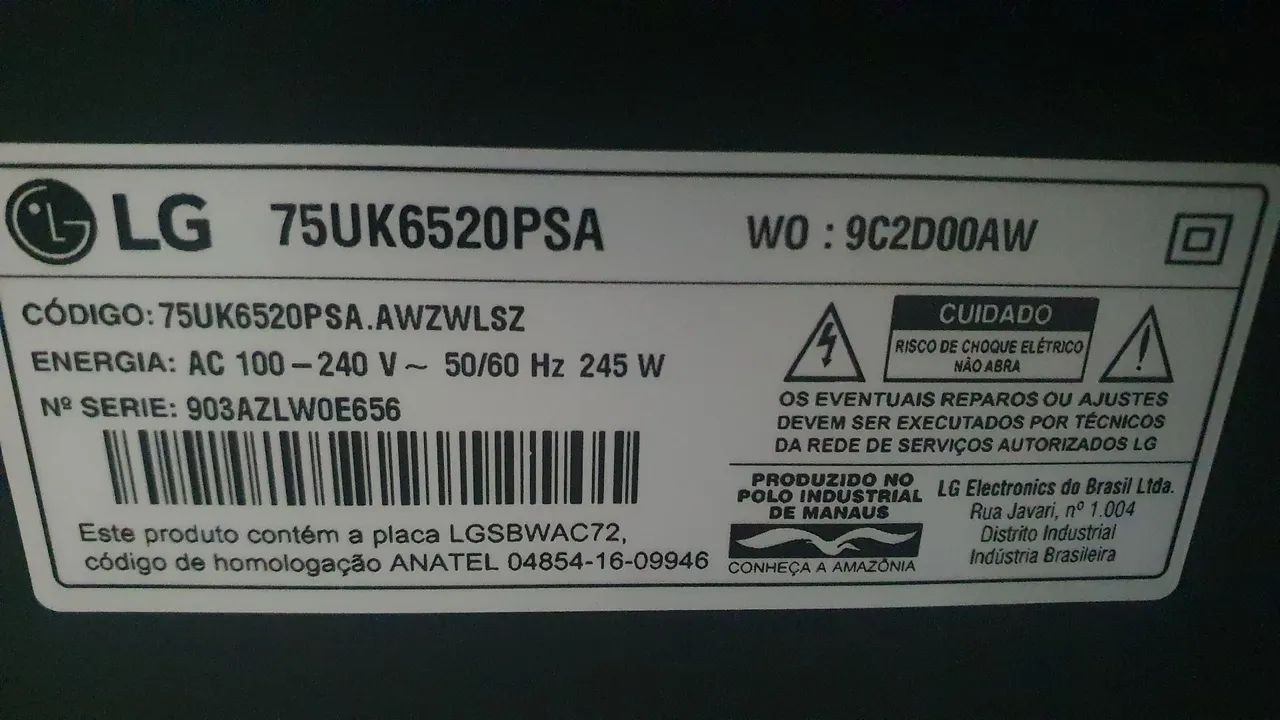 LG 75UK6520PSA WO : 9C2D00AW
CÓDIGO: 75UK6520PSA.AWZWLSZ
ENERGIA: AC 100 – 240 V ~ 50/60 Hz 245 W
Nº SERIE: 903AZLW0E656
Este produto contém a placa LGSBWAC72,
código de homologação ANATEL 04854-16-09946
CUIDADO
RISCO DE CHOQUE ELÉTRICO
NÃO ABRA
OS EVENTUAIS REPAROS OU AJUSTES
DEVEM SER EXECUTADOS POR TÉCNICOS
DA REDE DE SERVIÇOS AUTORIZADOS LG
PRODUZIDO NO
POLO INDUSTRIAL
DE MANAUS
CONHEÇA A AMAZÔNIA
LG Electronics do Brasil Ltda.
Rua Javari, nº 1.004
Distrito Industrial
Indústria Brasileira